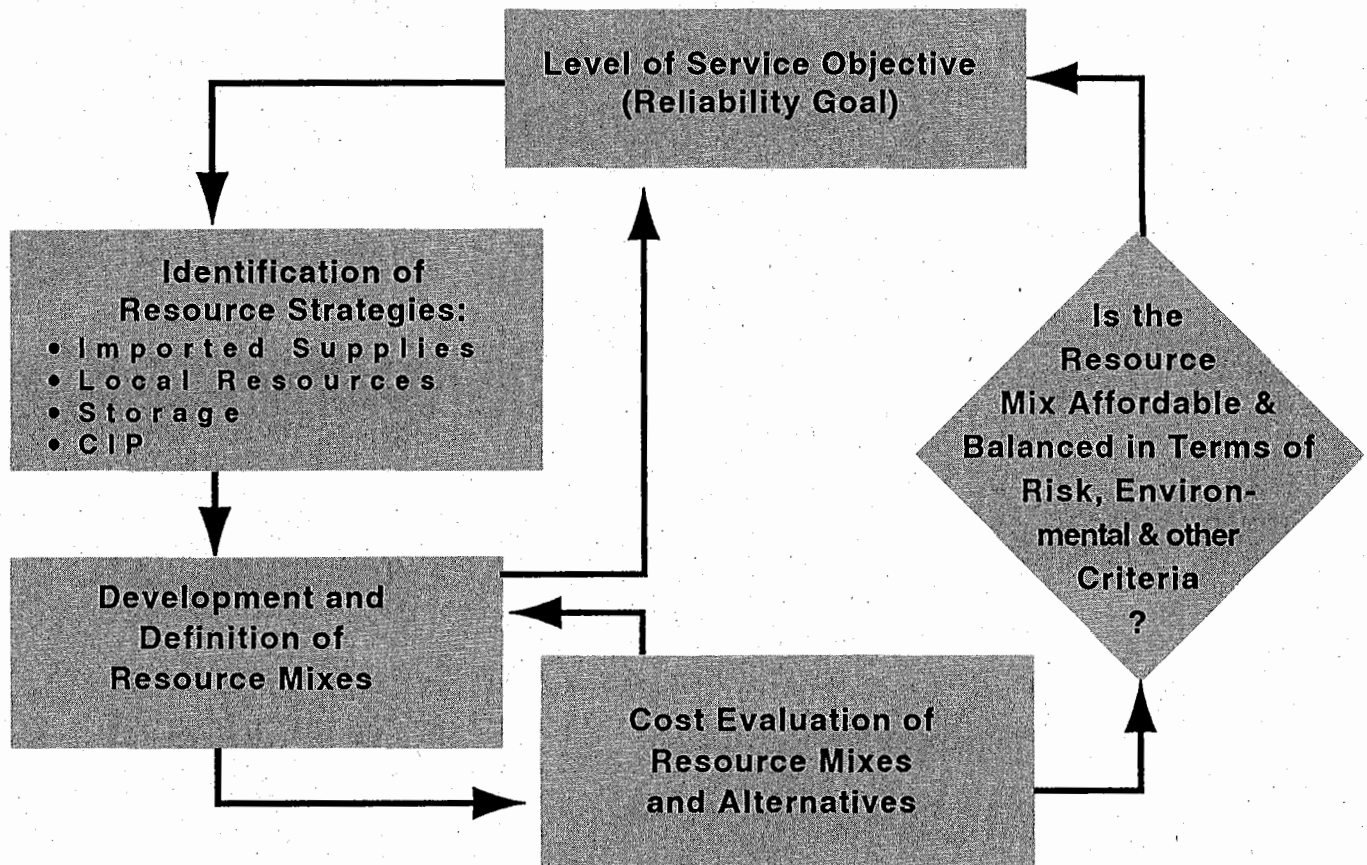 Level of Service Objective
(Reliability Goal)
Identification of
Resource Strategies:
• Imported Supplies
• Local Resources
• Storage
• CIP
Development and
Definition of
Resource Mixes
Cost Evaluation of
Resource Mixes
and Alternatives
Is the
Resource
Mix Affordable &
Balanced in Terms of
Risk, Environ-
mental & other
Criteria
?